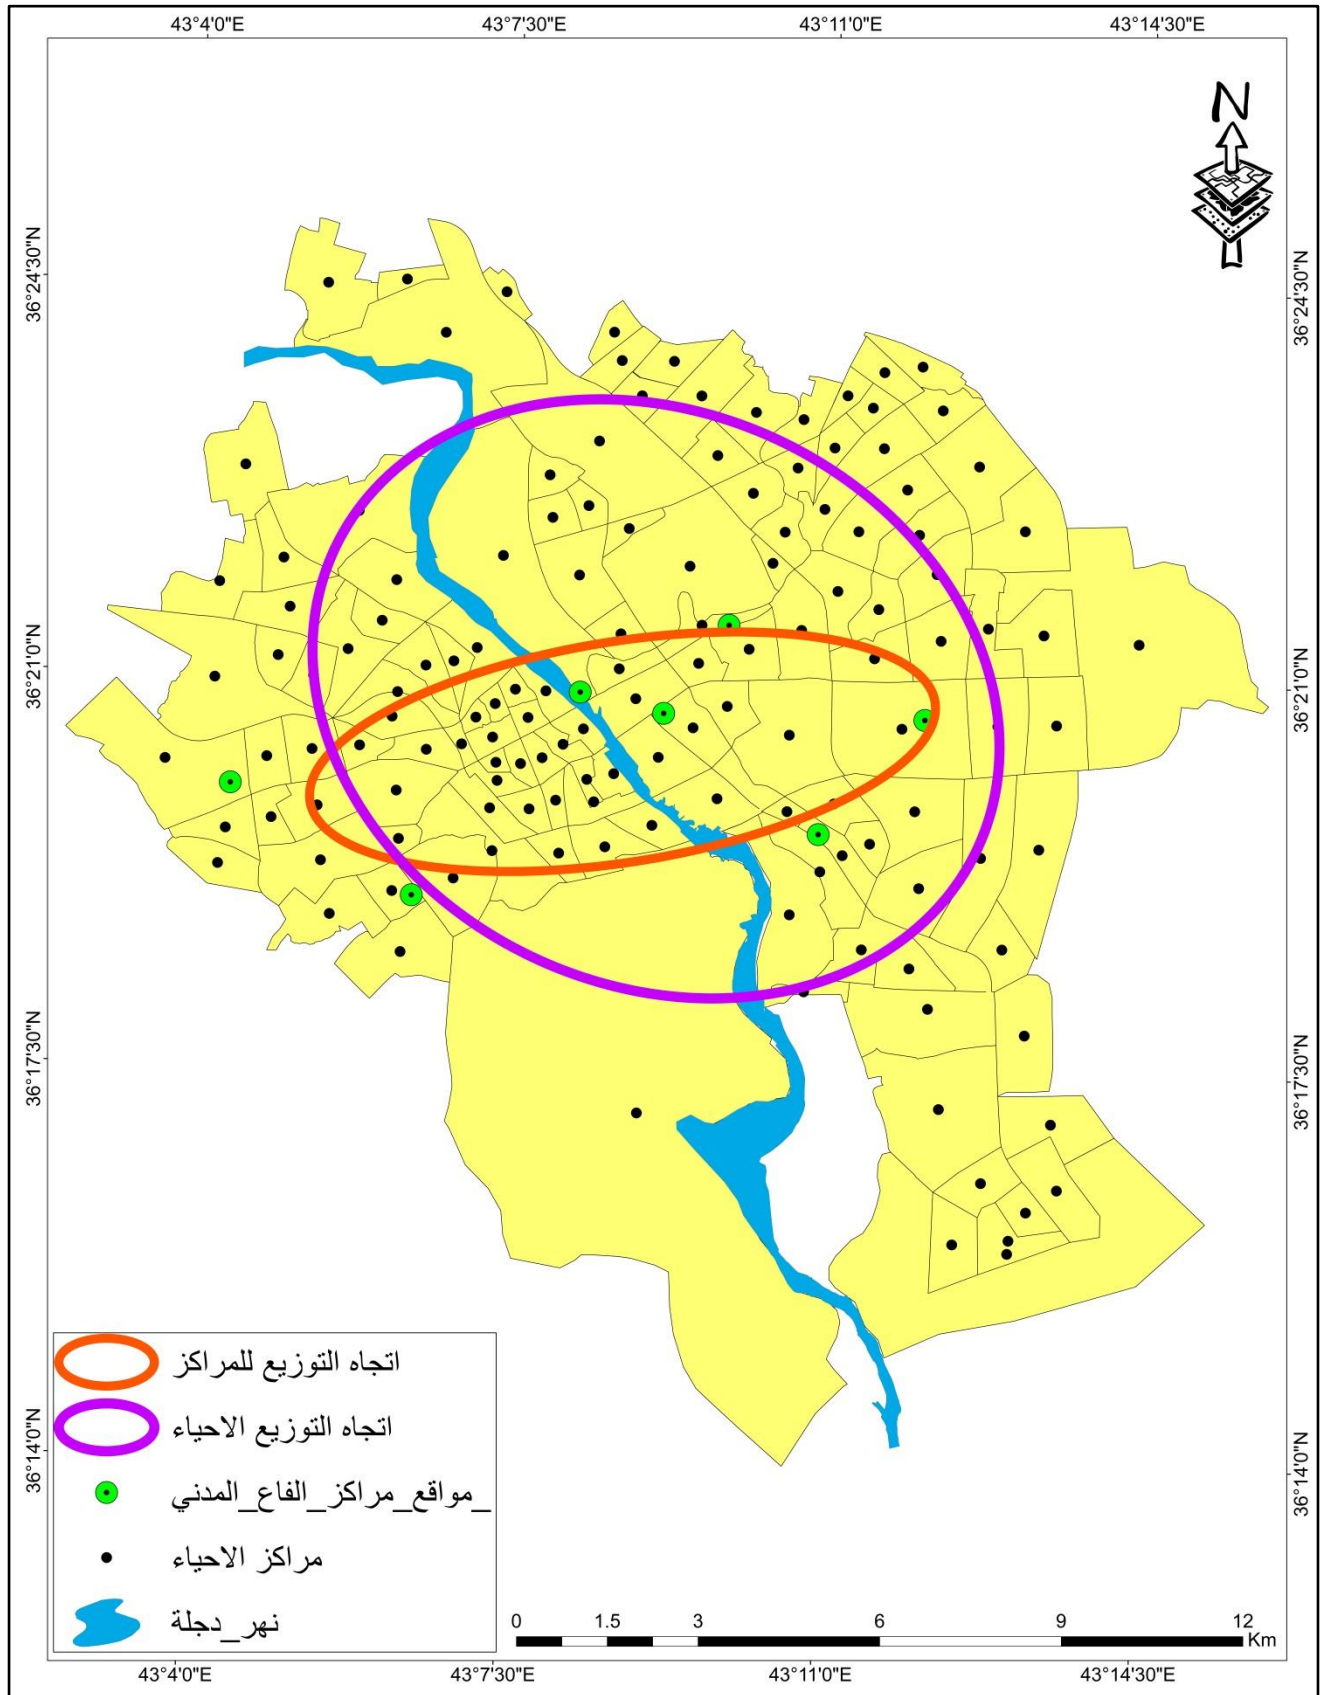 43°4'0"E 43°7'30"E 43°11'0"E 43°14'30"E
N
36°24'30"N 36°24'30"N
36°21'0"N 36°21'0"N
36°17'30"N 36°17'30"N
36°14'0"N 36°14'0"N
اتجاه التوزيع للمراكز
اتجاه التوزيع الاحياء
_مواقع_مراكز_الفاع_المدني
مراكز الاحياء
نهر_دجلة
0 1.5 3 6 9 12
Km
43°4'0"E 43°7'30"E 43°11'0"E 43°14'30"E